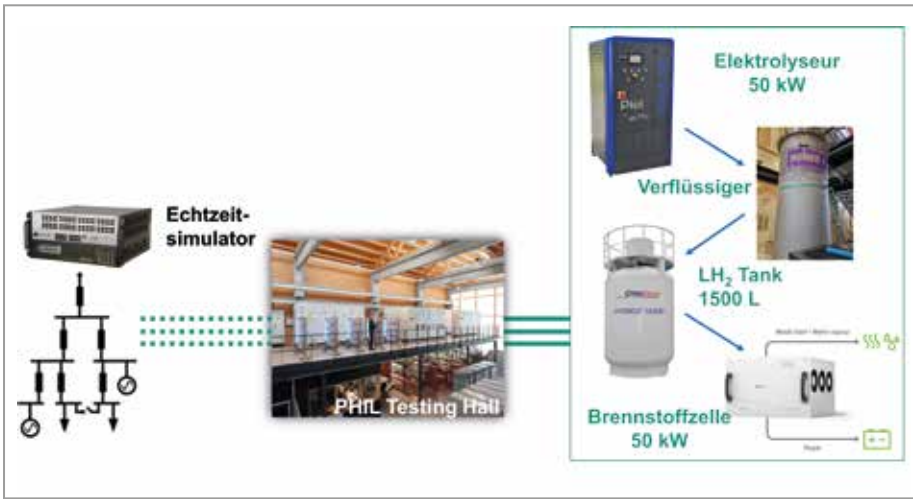 Elektrolyseur
50 kW
Verflüssiger
Echtzeit-
simulator
LH₂ Tank
1500 L
PHIL Testing Hall
Brennstoffzelle
50 kW